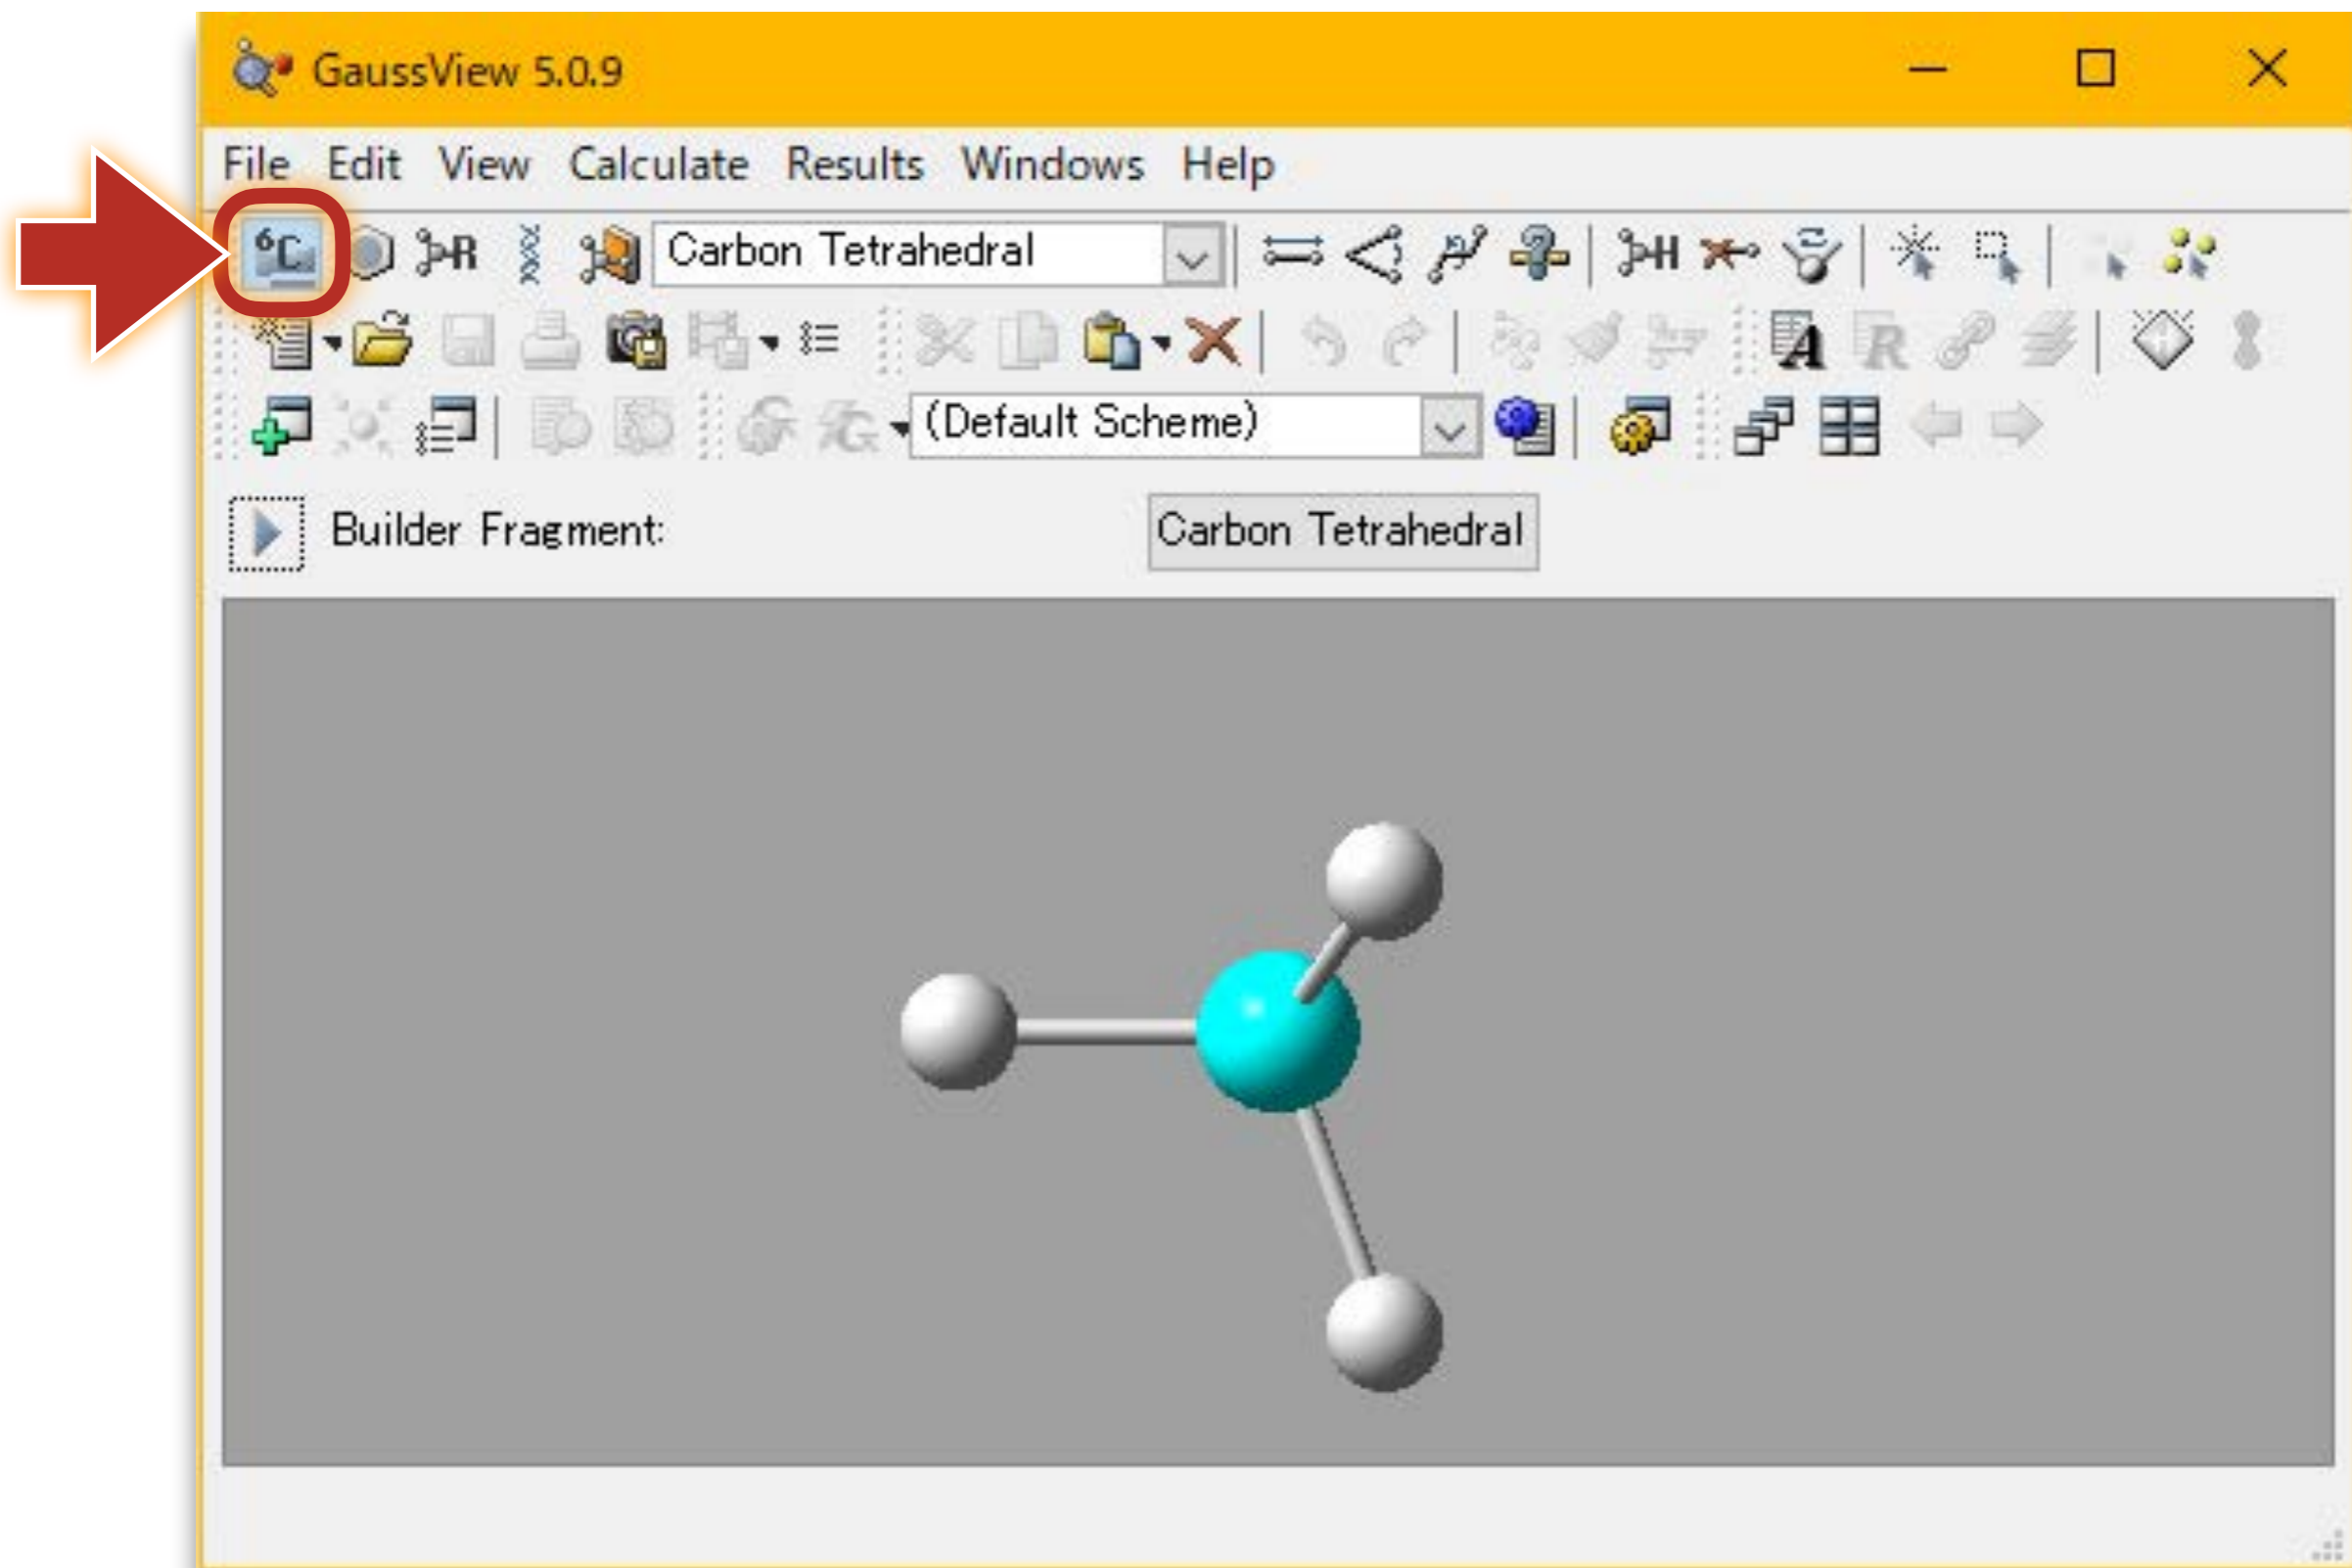 GaussView 5.0.9
File Edit View Calculate Results Windows Help
6C R Carbon Tetrahedral H
A R
G G (Default Scheme)
Builder Fragment: Carbon Tetrahedral